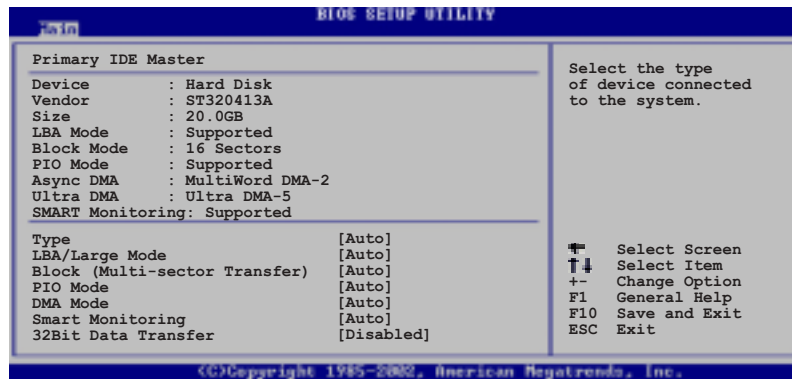 BIOS SETUP UTILITY
Main
Primary IDE Master
Device : Hard Disk
Vendor : ST320413A
Size : 20.0GB
LBA Mode : Supported
Block Mode : 16 Sectors
PIO Mode : Supported
Async DMA : MultiWord DMA-2
Ultra DMA : Ultra DMA-5
SMART Monitoring: Supported
Type [Auto]
LBA/Large Mode [Auto]
Block (Multi-sector Transfer) [Auto]
PIO Mode [Auto]
DMA Mode [Auto]
Smart Monitoring [Auto]
32Bit Data Transfer [Disabled]
Select the type
of device connected
to the system.
Select Screen
↑↓ Select Item
+- Change Option
F1 General Help
F10 Save and Exit
ESC Exit
(C)Copyright 1985-2002, American Megatrends, Inc.